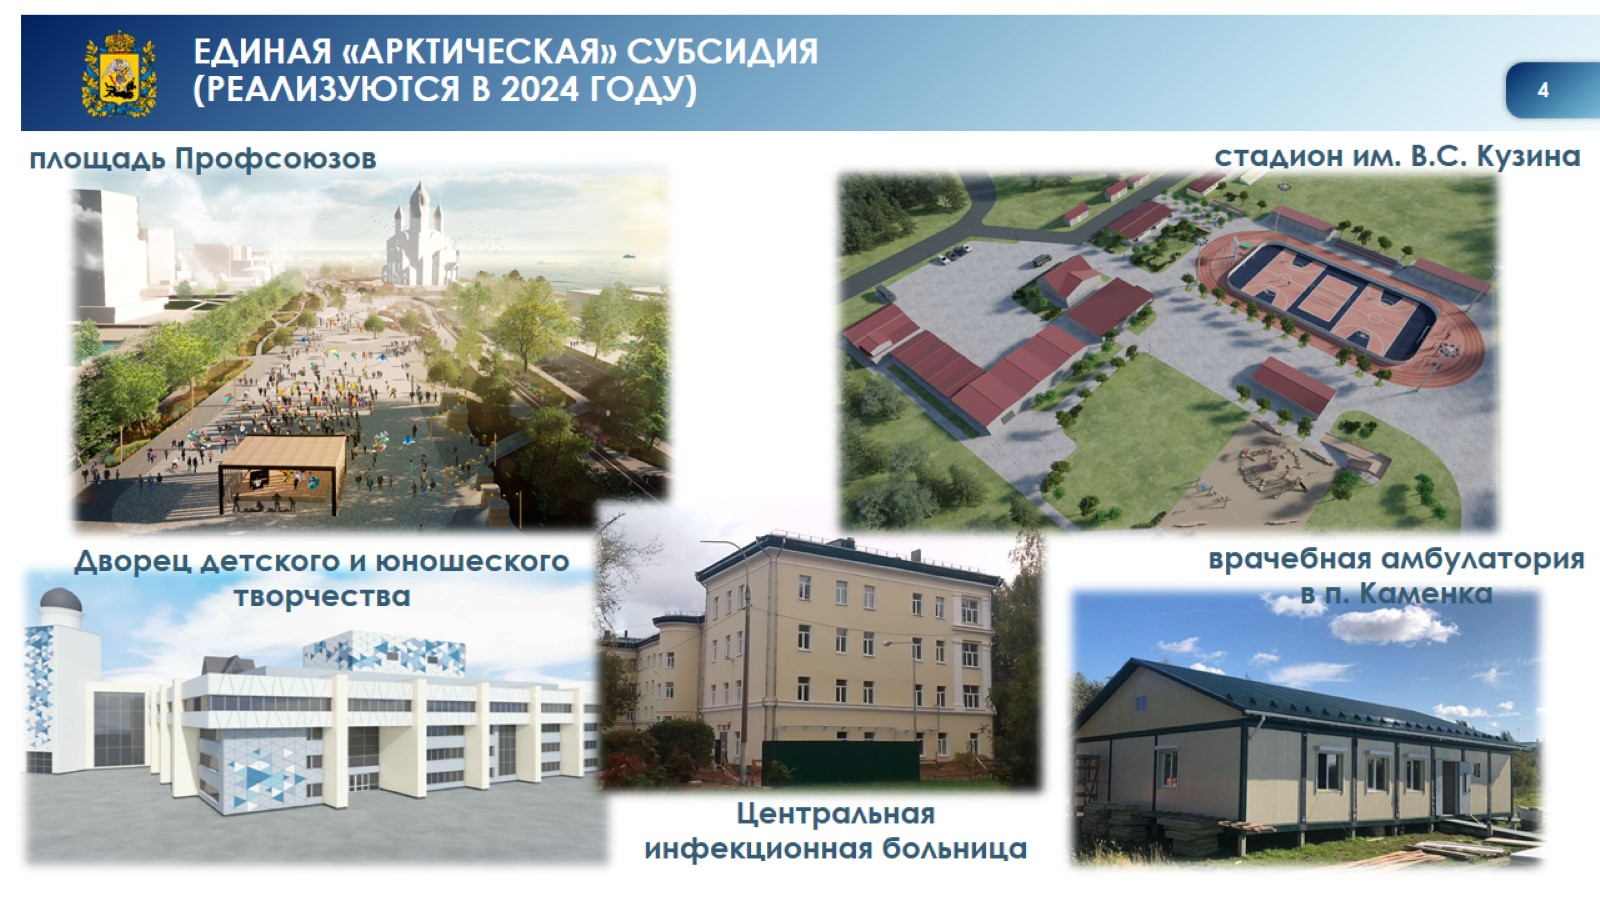 ЕДИНАЯ «АРКТИЧЕСКАЯ» СУБСИДИЯ
(РЕАЛИЗУЮТСЯ В 2024 ГОДУ)
4
площадь Профсоюзов
стадион им. В.С. Кузина
Дворец детского и юношеского
творчества
врачебная амбулатория
в п. Каменка
Центральная
инфекционная больница